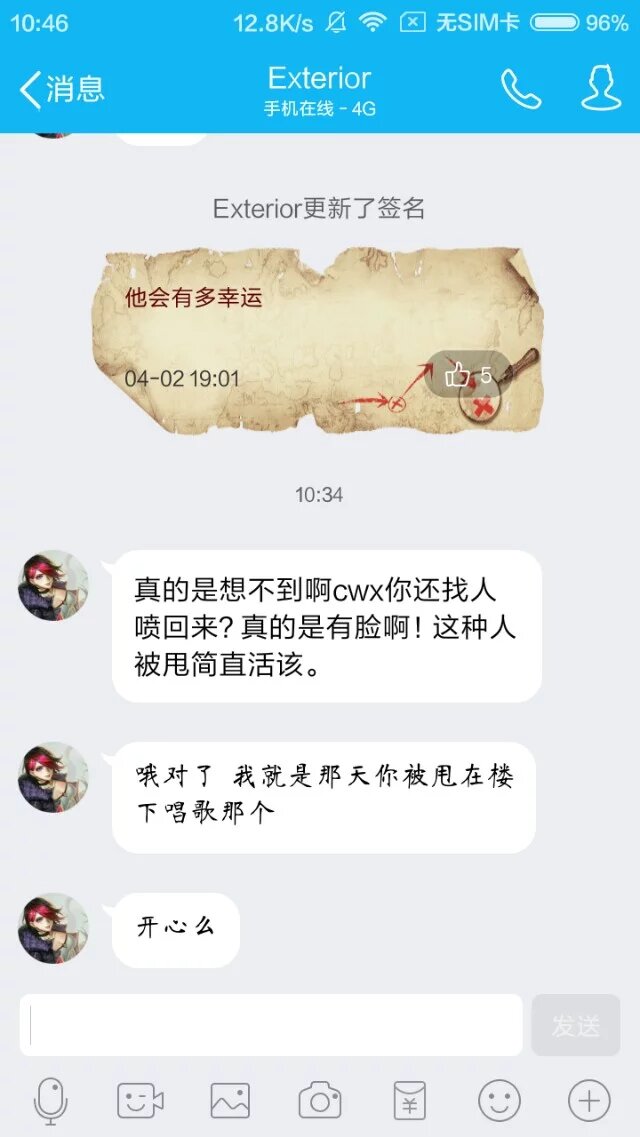 10:46 12.8K/s 无SIM卡 96%
消息 Exterior
手机在线 - 4G
Exterior更新了签名
他会有多幸运
04-02 19:01 5
10:34
真的是想不到啊cwx你还找人
喷回来？真的是有脸啊！这种人
被甩简直活该。
哦对了 我就是那天你被甩在楼
下唱歌那个
开心么
发送